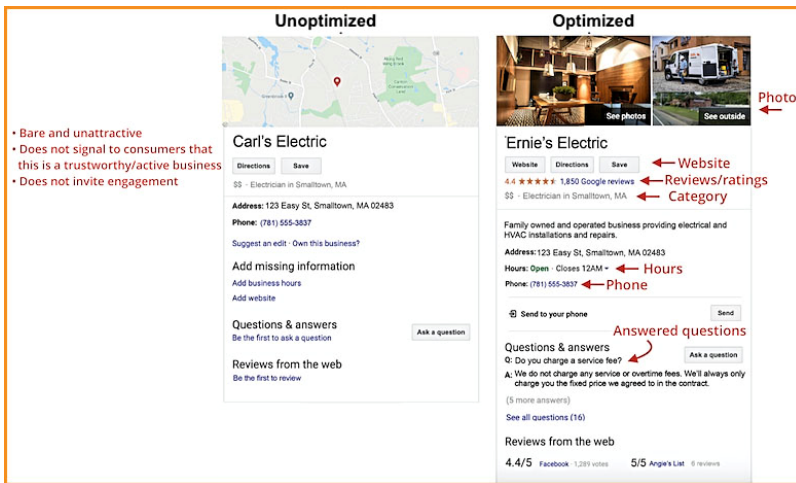 Unoptimized
Carl's Electric
Directions
Save
$$ · Electrician in Smalltown, MA
Address: 123 Easy St, Smalltown, MA 02483
Phone: (781) 555-3837
Suggest an edit · Own this business?
Add missing information
Add business hours
Add website
Questions & answers
Be the first to ask a question
Ask a question
Reviews from the web
Be the first to review
• Bare and unattractive
• Does not signal to consumers that
this is a trustworthy/active business
• Does not invite engagement
Optimized
See photos
See outside
Photo
Ernie's Electric
Website
Directions
Save
Website
4.4
1,850 Google reviews
Reviews/ratings
$$ · Electrician in Smalltown, MA
Category
Family owned and operated business providing electrical and
HVAC installations and repairs.
Address: 123 Easy St, Smalltown, MA 02483
Hours: Open · Closes 12AM
Hours
Phone: (781) 555-3837
Phone
Send to your phone
Send
Answered questions
Questions & answers
Ask a question
Q: Do you charge a service fee?
A: We do not charge any service or overtime fees. We'll always only
charge you the fixed price we agreed to in the contract.
(5 more answers)
See all questions (16)
Reviews from the web
4.4/5 Facebook · 1,289 votes
5/5 Angie's List
reviews